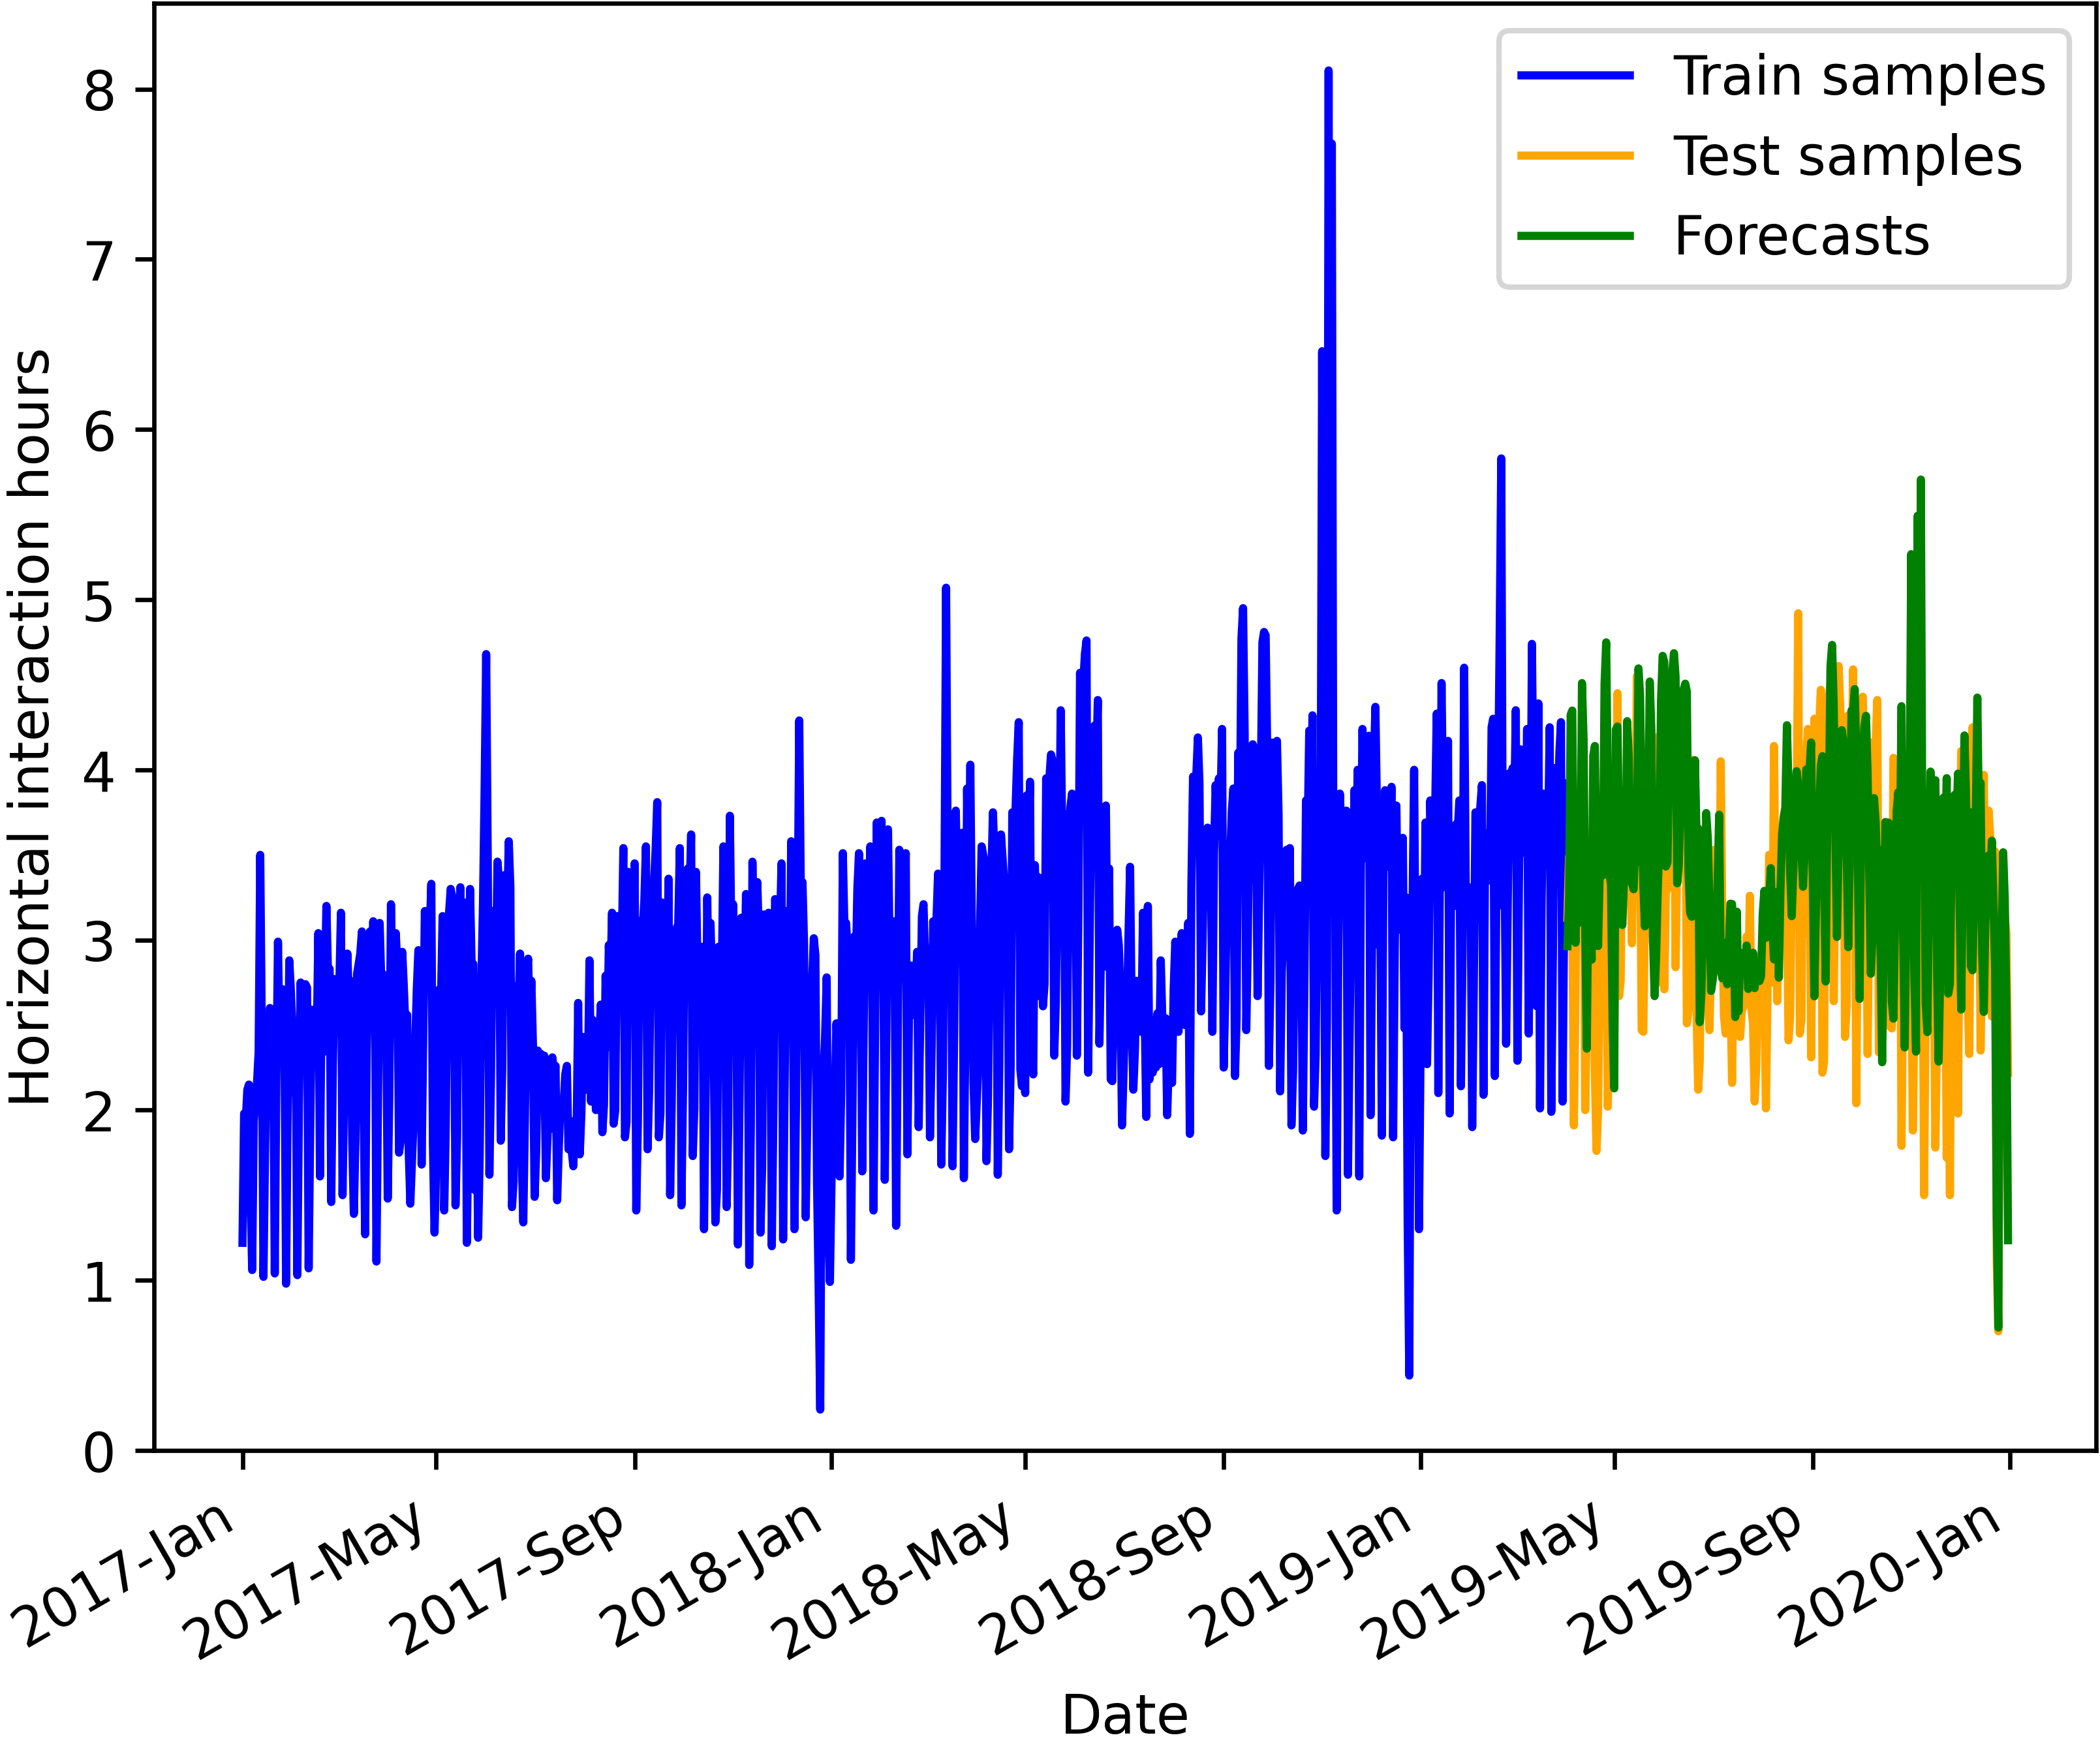 Train samples
Test samples
Forecasts
Horizontal interaction hours
8
7
6
5
4
3
2
1
0
2017-Jan
2017-May
2017-Sep
2018-Jan
2018-May
2018-Sep
2019-Jan
2019-May
2019-Sep
2020-Jan
Date